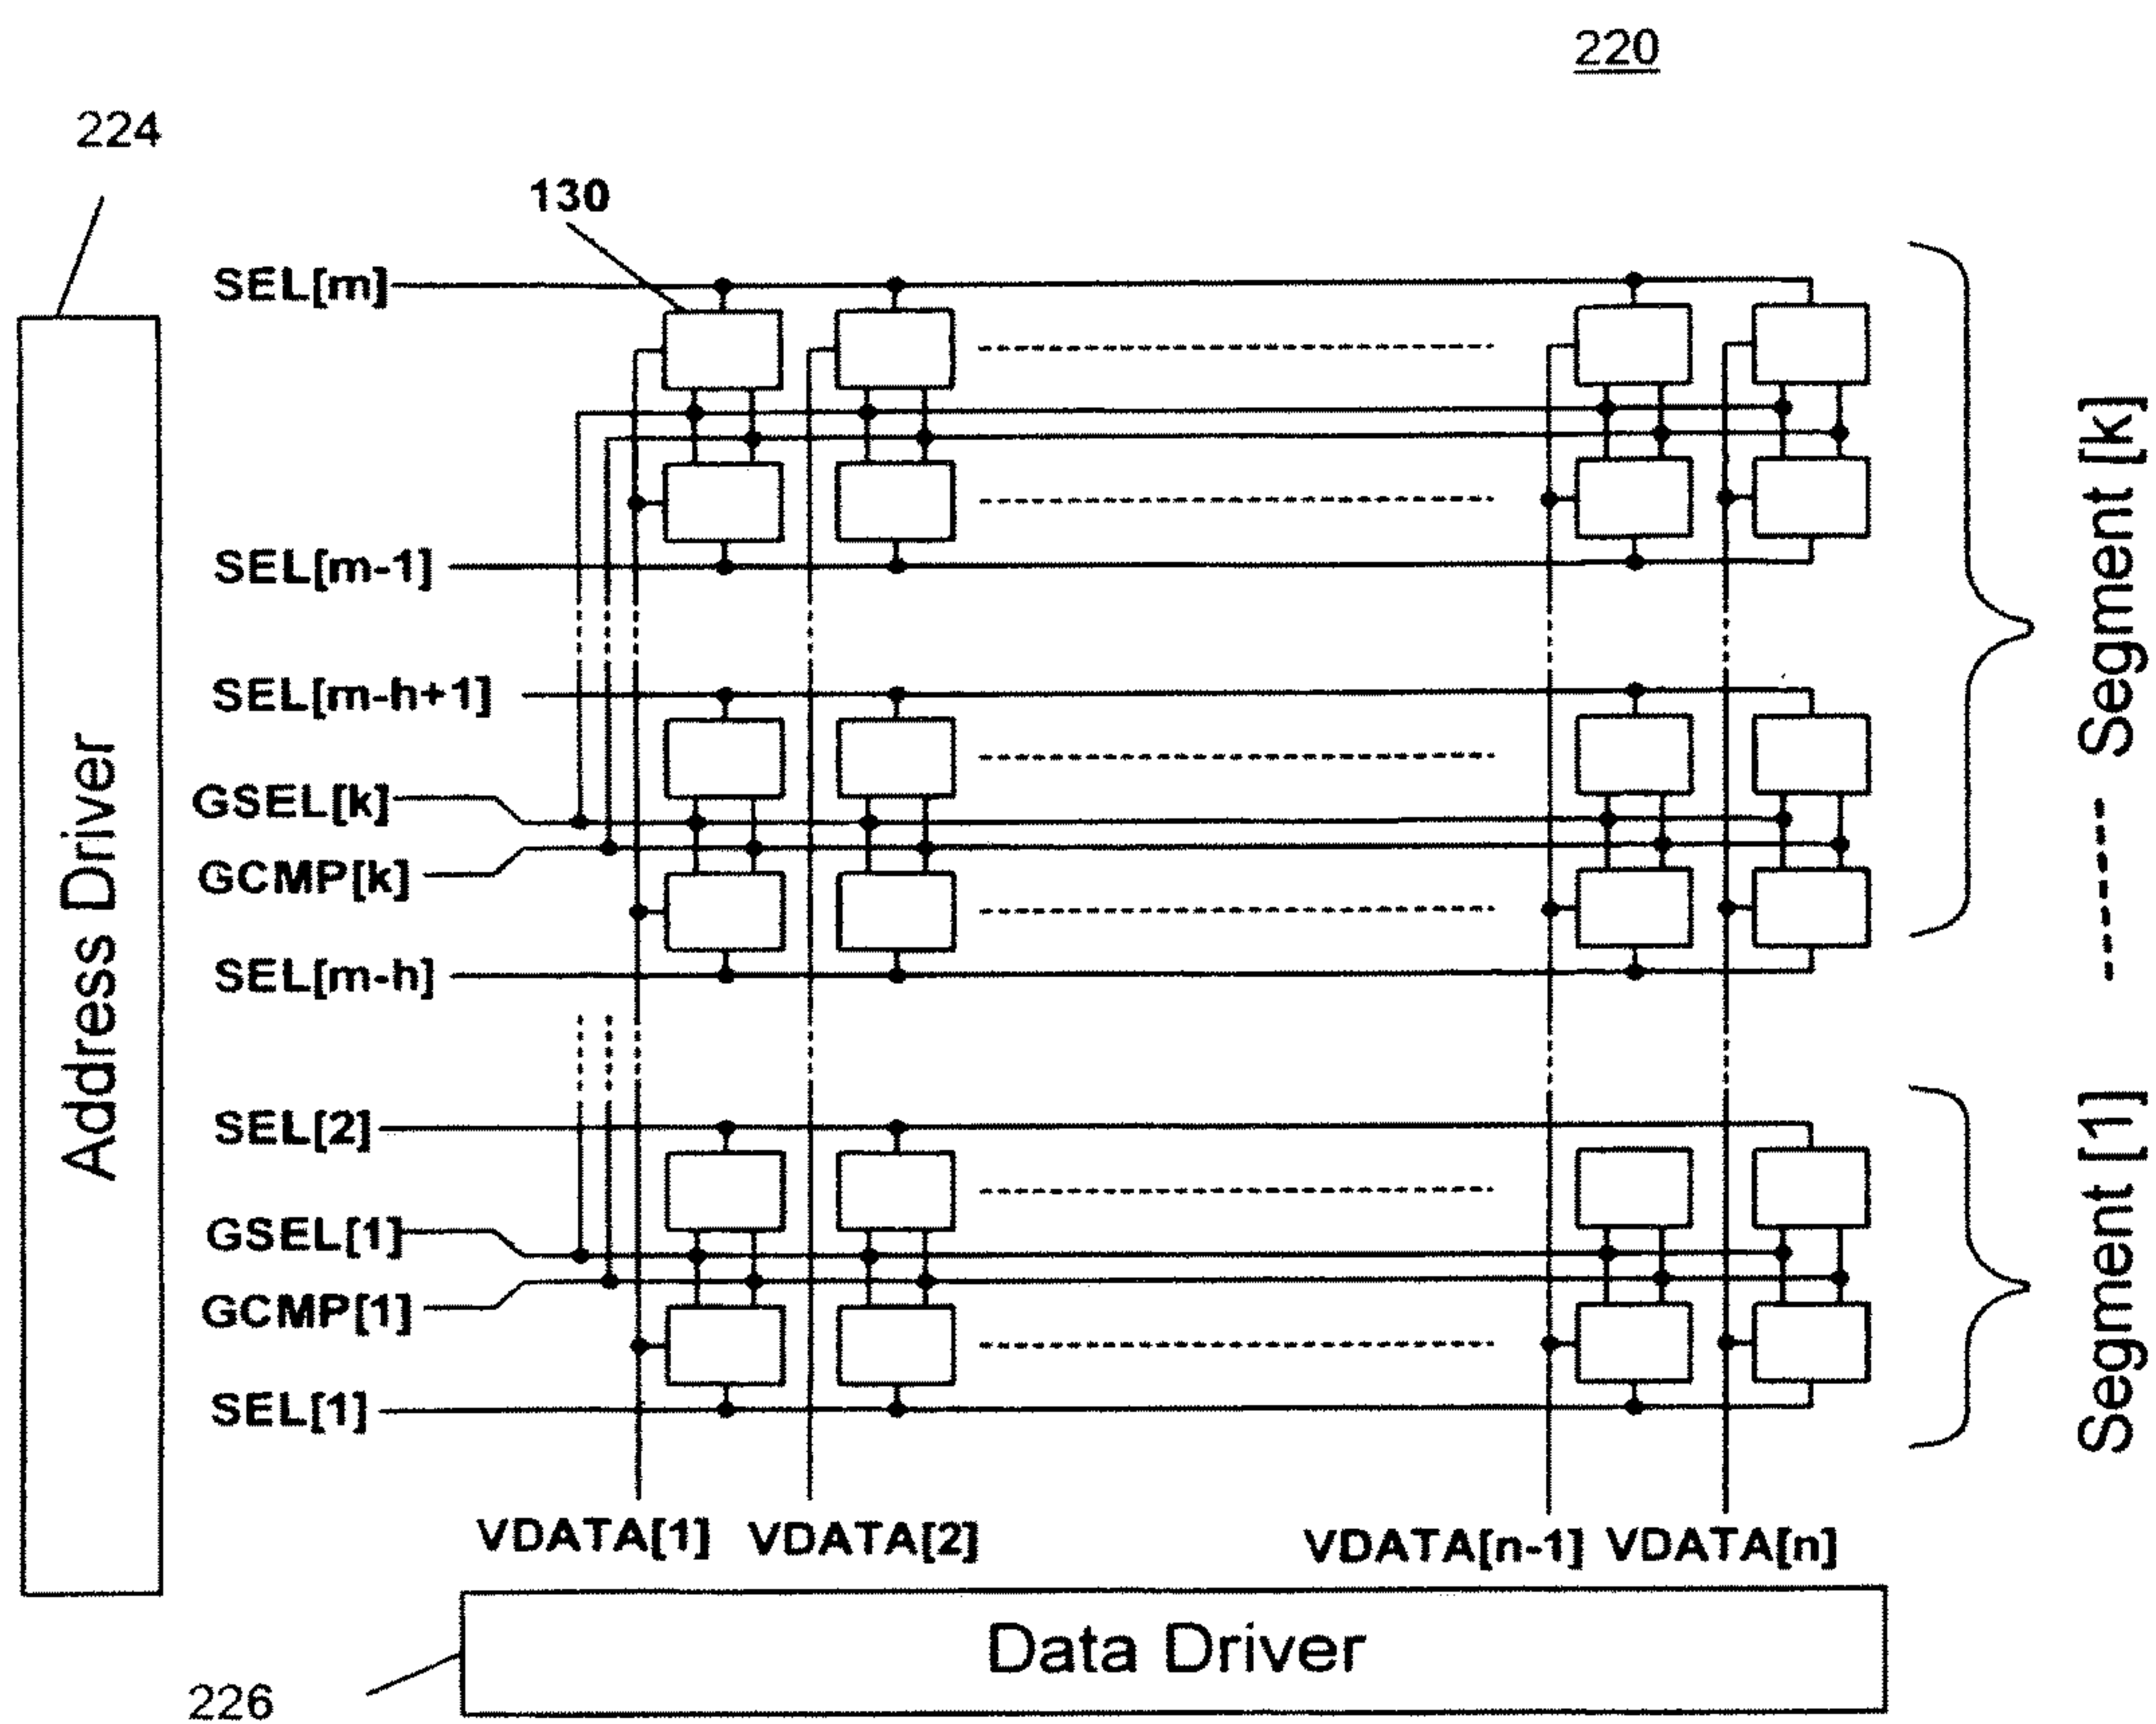 220
224
130
SEL[m]
SEL[m-1]
SEL[m-h+1]
GSEL[k]
GCMP[k]
SEL[m-h]
SEL[2]
GSEL[1]
GCMP[1]
SEL[1]
Address Driver
Segment [k]
Segment [1]
VDATA[1] VDATA[2] VDATA[n-1] VDATA[n]
Data Driver
226